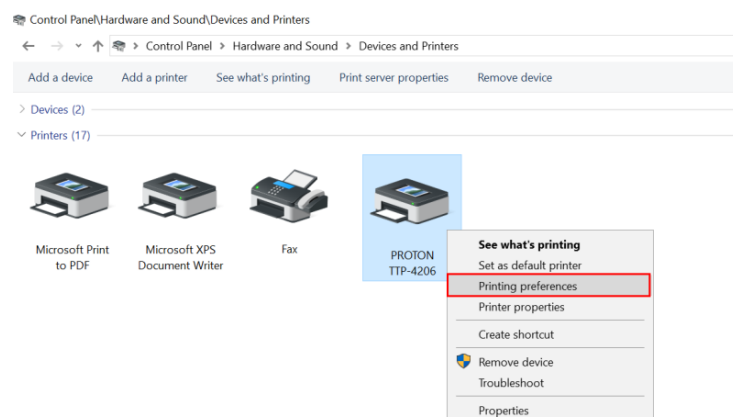 Control Panel\Hardware and Sound\Devices and Printers
Control Panel > Hardware and Sound > Devices and Printers
Add a device Add a printer See what's printing Print server properties Remove device
Devices (2)
Printers (17)
Microsoft Print
to PDF
Microsoft XPS
Document Writer
Fax
PROTON
TTP-4206
See what's printing
Set as default printer
Printing preferences
Printer properties
Create shortcut
Remove device
Troubleshoot
Properties